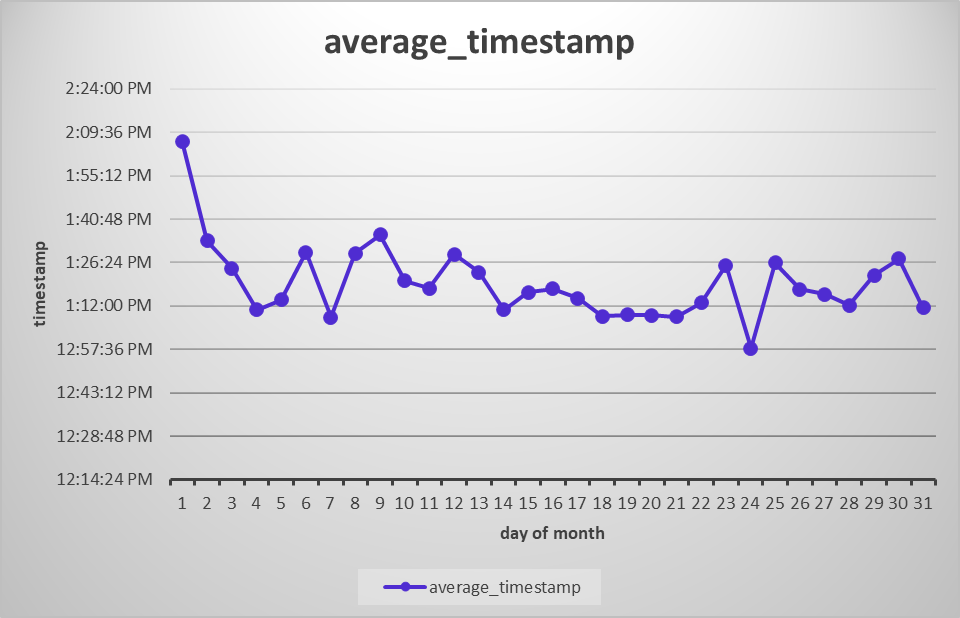 average_timestamp
2:24:00 PM
2:09:36 PM
1:55:12 PM
1:40:48 PM
1:26:24 PM
1:12:00 PM
12:57:36 PM
12:43:12 PM
12:28:48 PM
12:14:24 PM
timestamp
1 2 3 4 5 6 7 8 9 10 11 12 13 14 15 16 17 18 19 20 21 22 23 24 25 26 27 28 29 30 31
day of month
average_timestamp